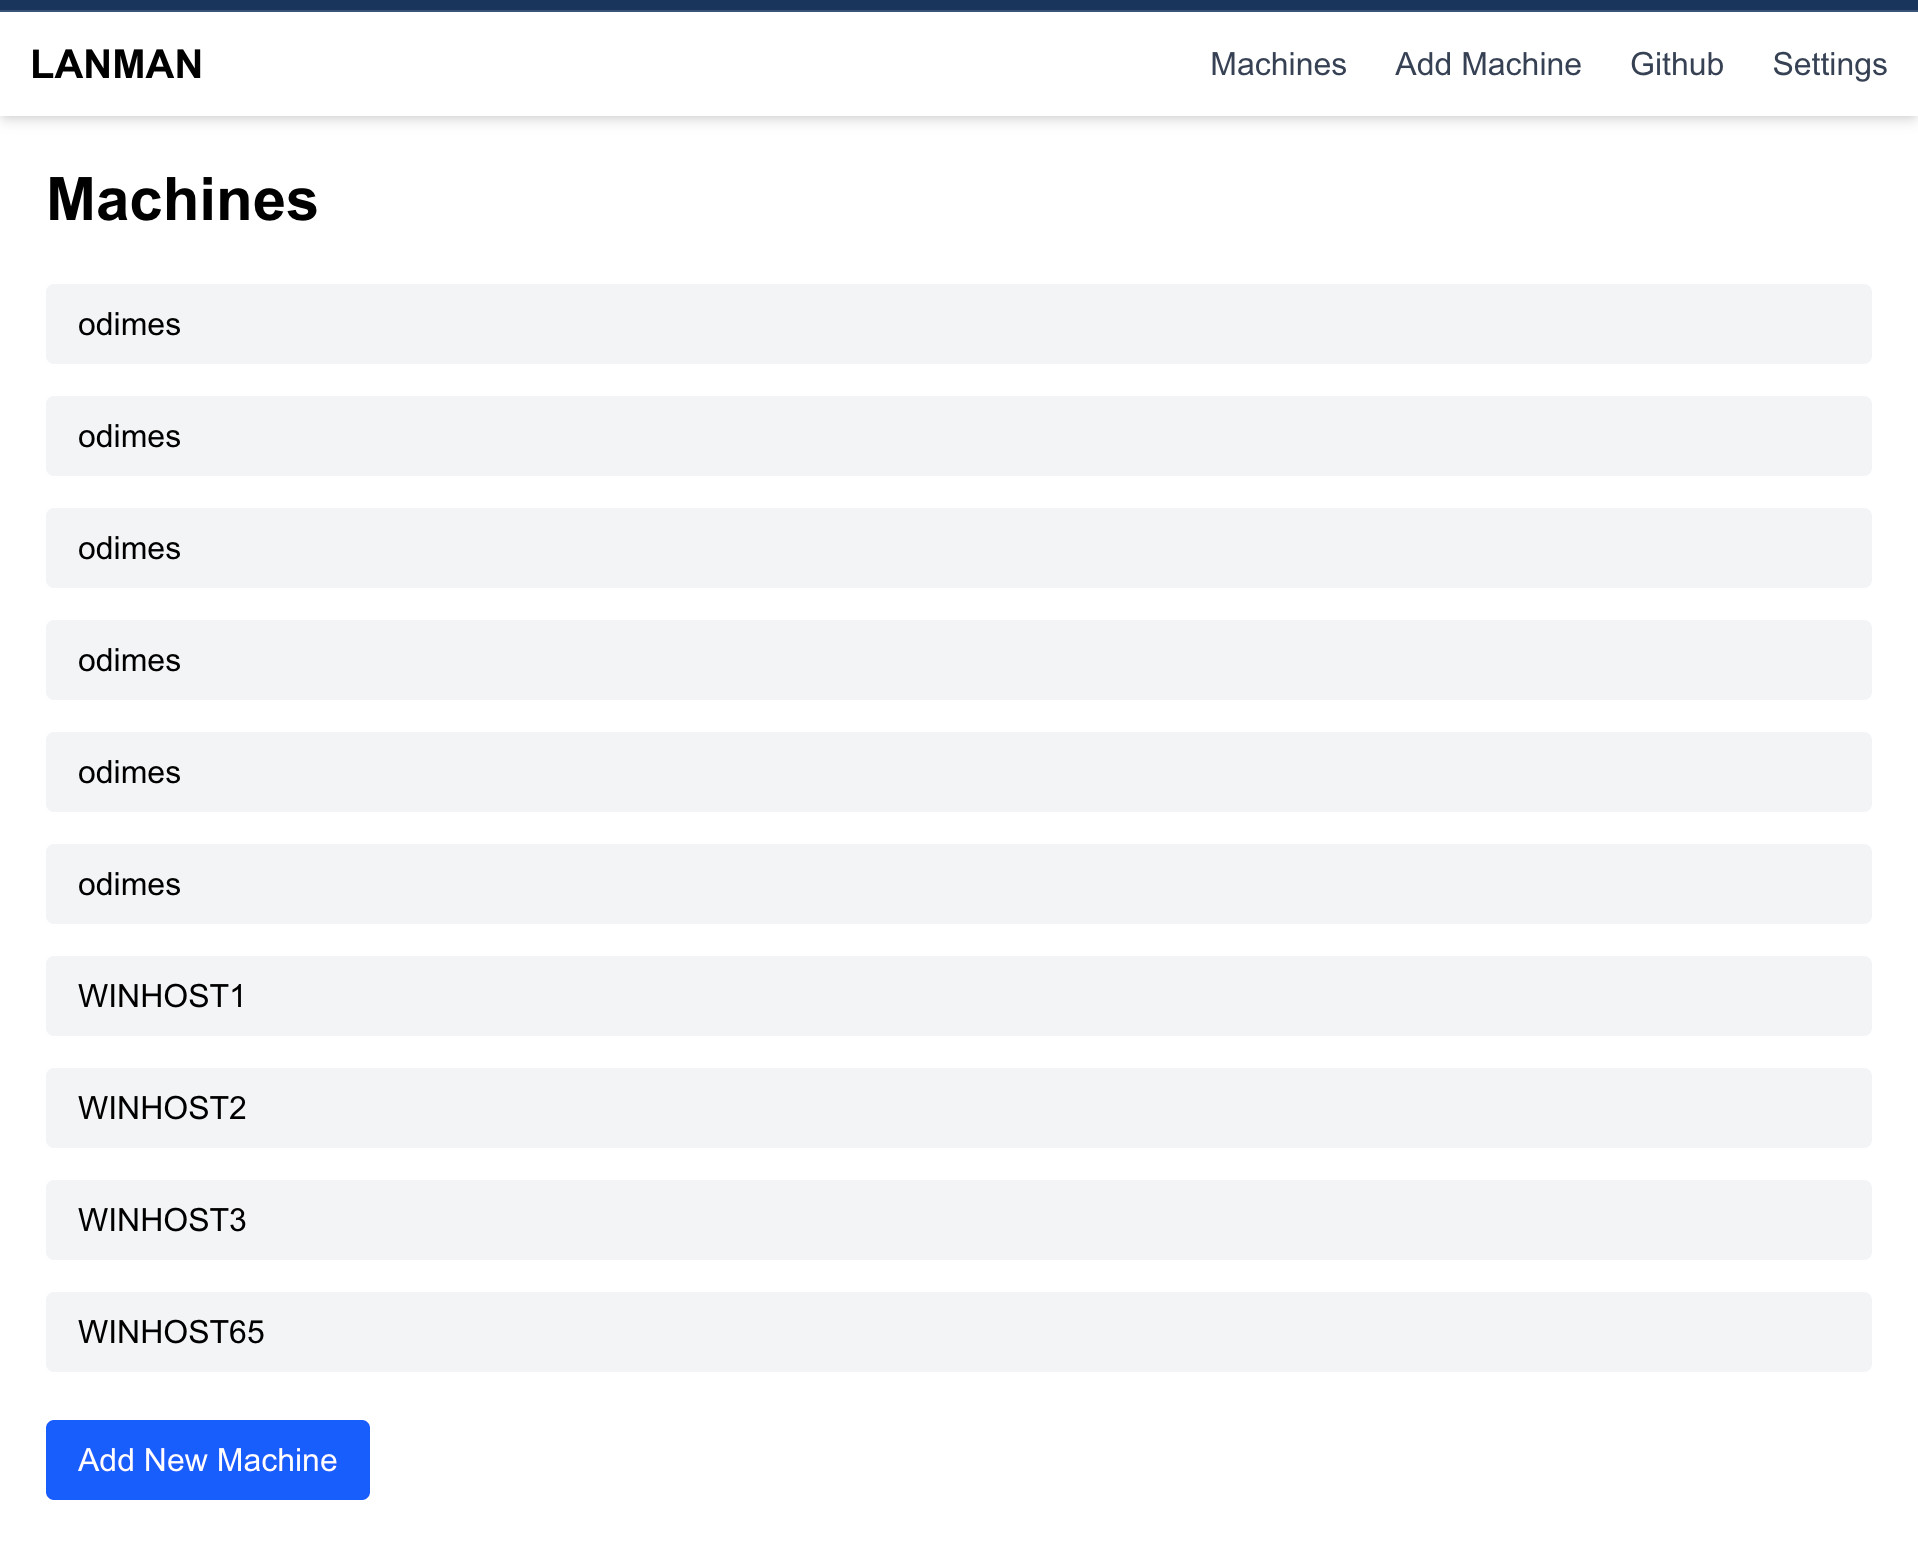 LANMAN
Machines Add Machine Github Settings
Machines
odimes
odimes
odimes
odimes
odimes
odimes
WINHOST1
WINHOST2
WINHOST3
WINHOST65
Add New Machine